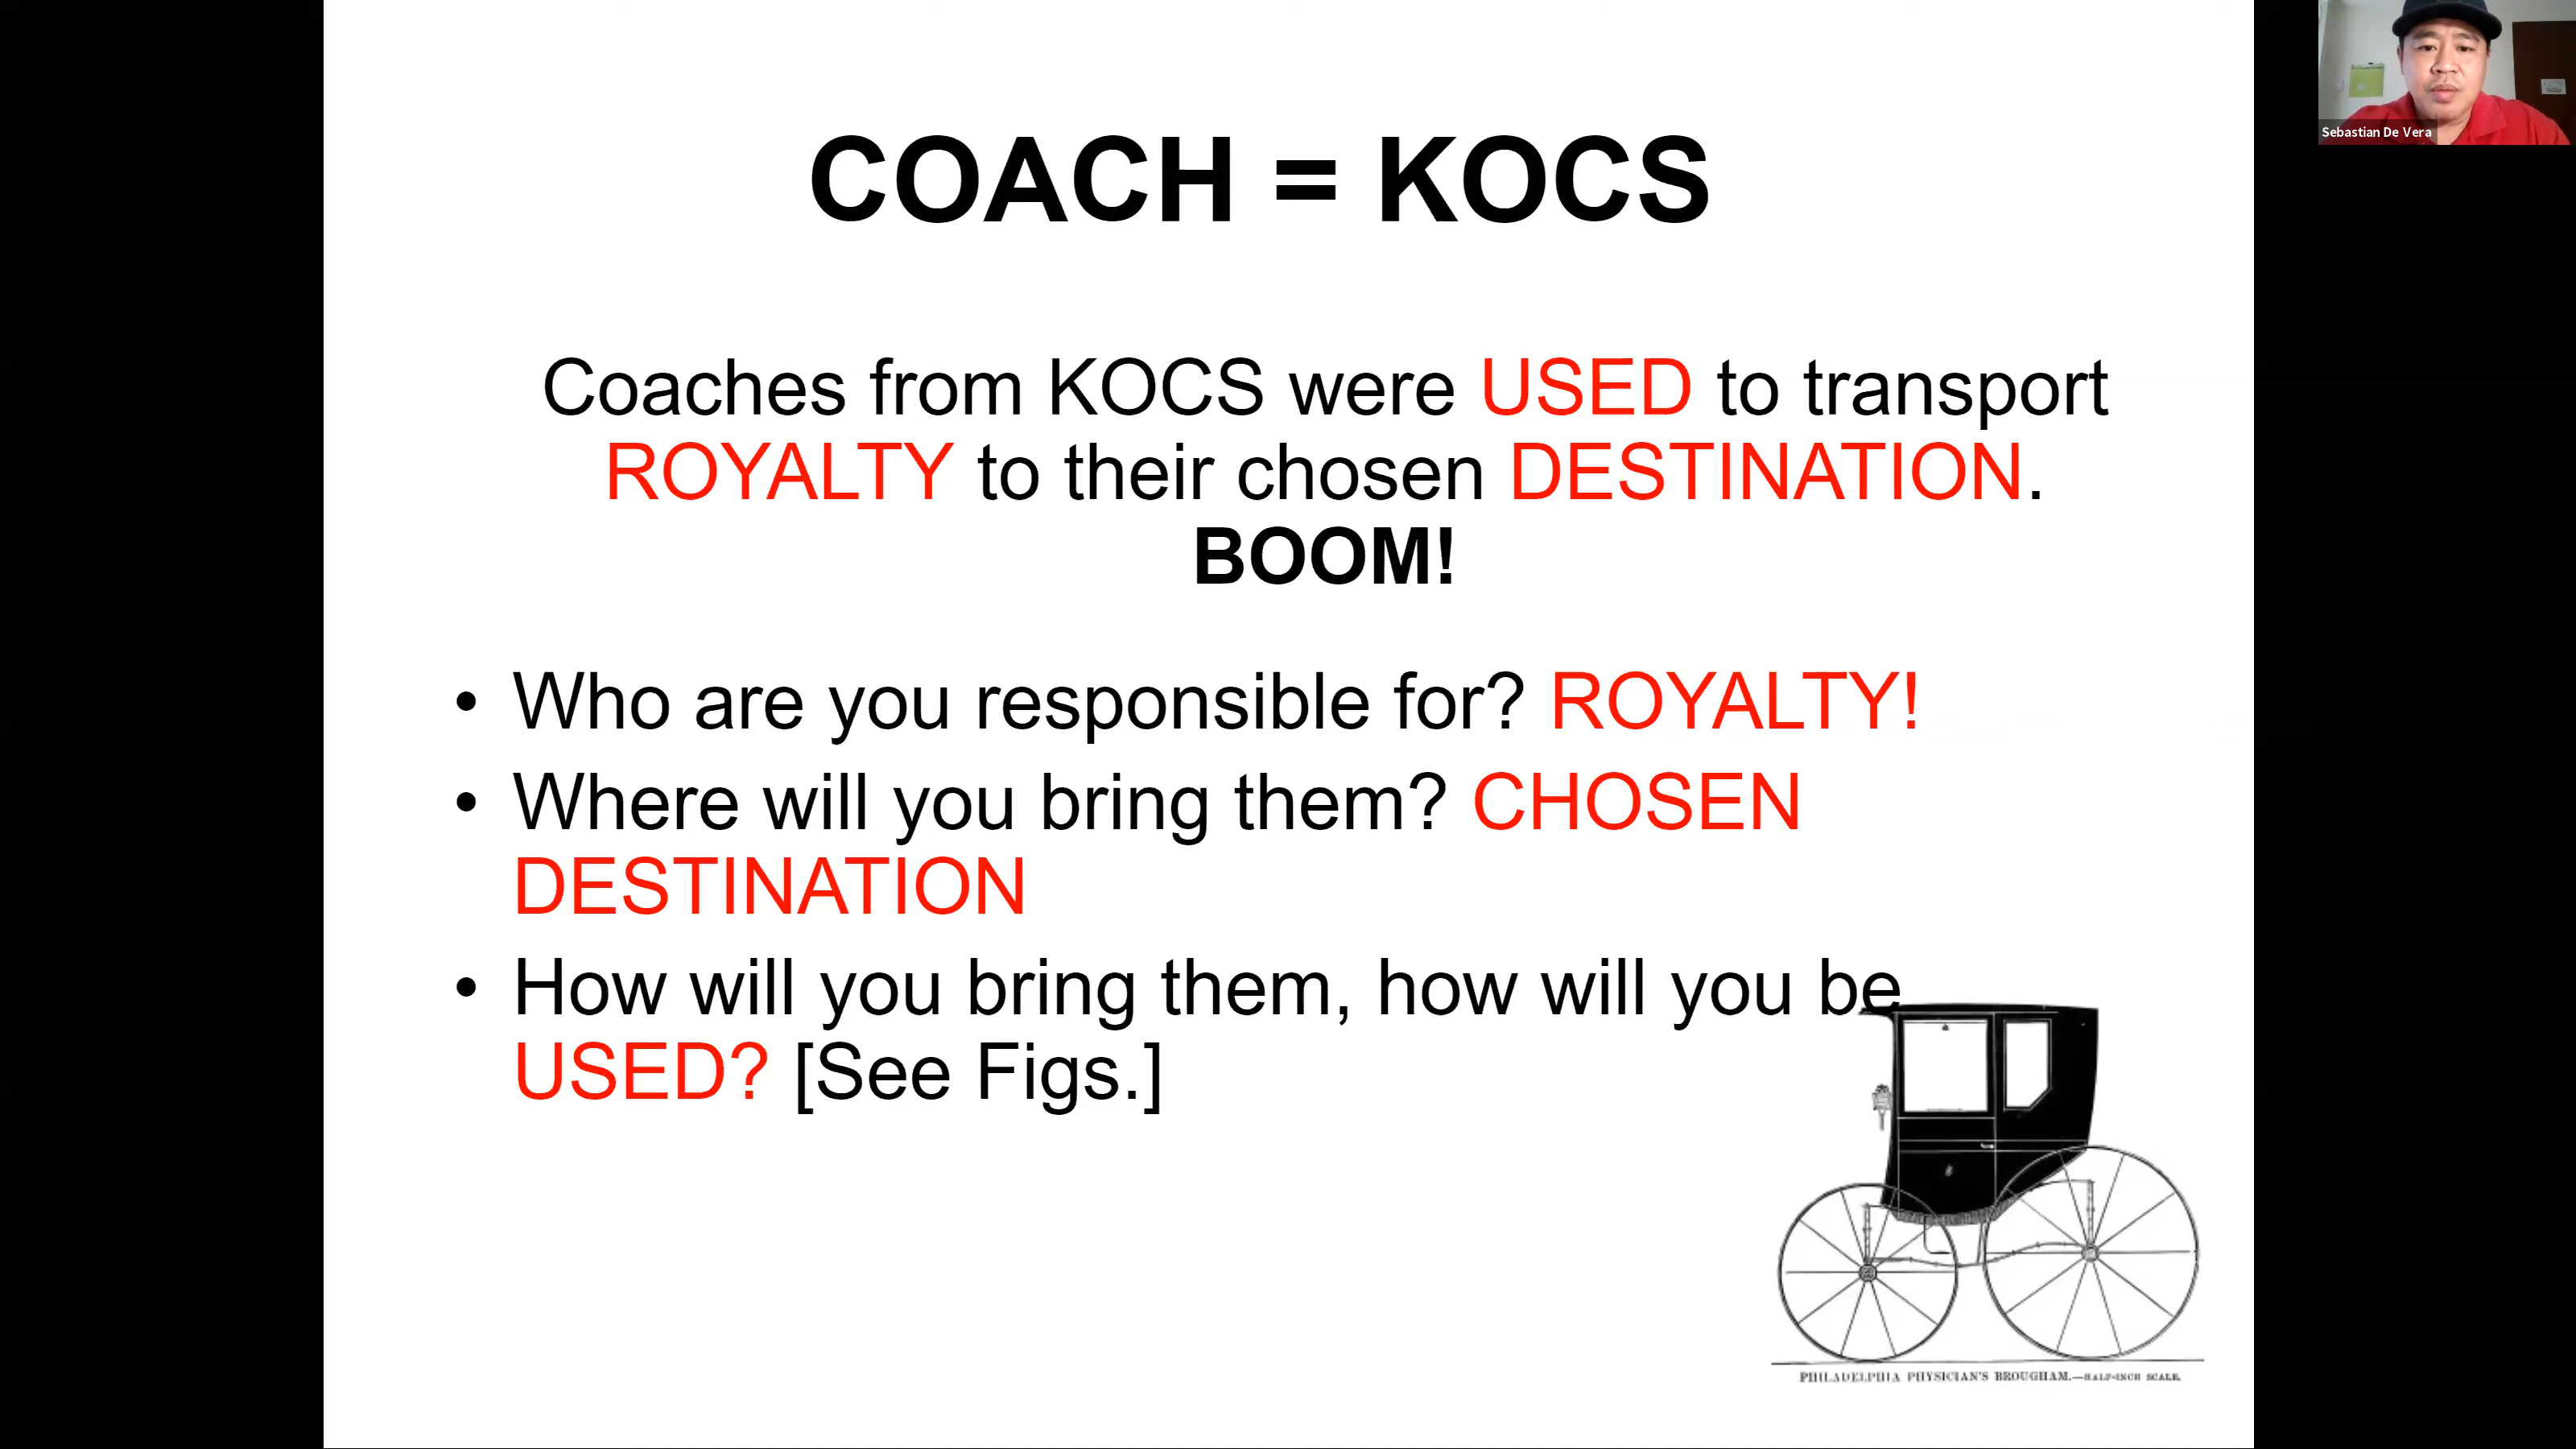 COACH = KOCS
Sebastian De Vera
Coaches from KOCS were USED to transport
ROYALTY to their chosen DESTINATION.
BOOM!
• Who are you responsible for? ROYALTY!
• Where will you bring them? CHOSEN
DESTINATION
• How will you bring them, how will you be
USED? [See Figs.]
PHILADELPHIA PHYSICIAN'S BROUGHAM.—HALF-INCH SCALE.